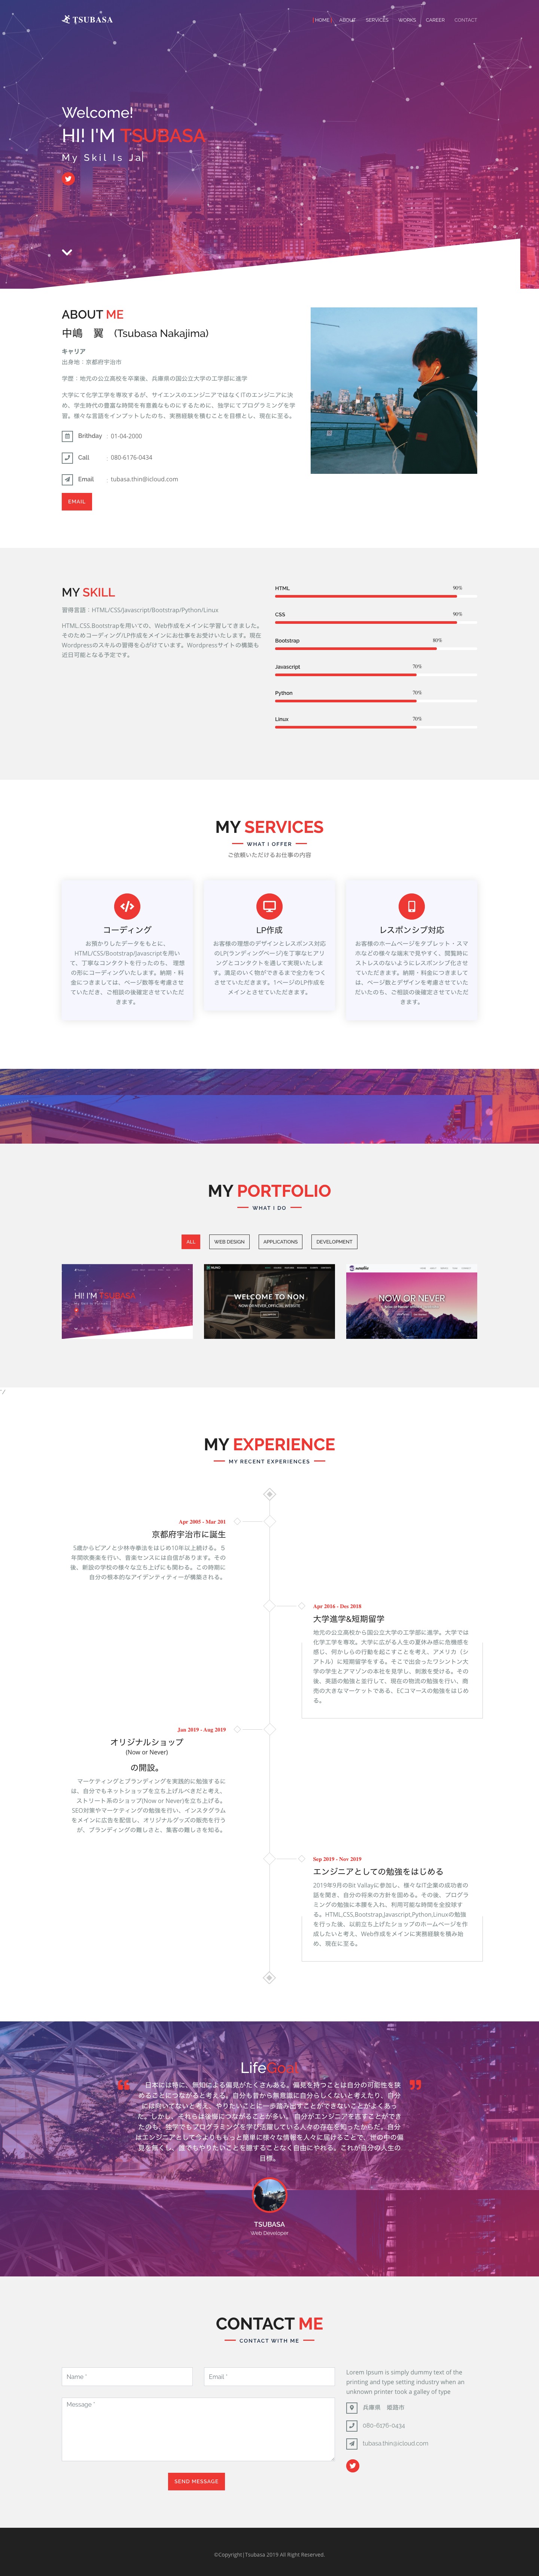 TSUBASA
HOME ABOUT SERVICES WORKS CAREER CONTACT
Welcome!
HI! I'M TSUBASA
My Skil Is Ja|
ABOUT ME
中嶋　翼　(Tsubasa Nakajima)
キャリア
出身地：京都府宇治市
学歴：地元の公立高校を卒業後、兵庫県の国公立大学の工学部に進学
大学にて化学工学を専攻するが、サイエンスのエンジニアではなくITのエンジニアに決
め、学生時代の豊富な時間を有意義なものにするために、独学にてプログラミングを学
習。様々な言語をインプットしたのち、実務経験を積むことを目標とし、現在に至る。
Brithday : 01-04-2000
Call : 080-6176-0434
Email : tubasa.thin@icloud.com
EMAIL
MY SKILL
習得言語：HTML/CSS/Javascript/Bootstrap/Python/Linux
HTML,CSS,Bootstrapを用いての、Web作成をメインに学習してきました。
そのためコーディング/LP作成をメインにお仕事をお受けいたします。現在
Wordpressのスキルの習得を心がけています。Wordpressサイトの構築も
近日可能となる予定です。
HTML 90%
CSS 90%
Bootstrap 80%
Javascript 70%
Python 70%
Linux 70%
MY SERVICES
WHAT I OFFER
ご依頼いただけるお仕事の内容
コーディング
お預かりしたデータをもとに、
HTML/CSS/Bootstrap/Javascriptを用い
て、丁寧なコンタクトを行ったのち、 理想
の形にコーディングいたします。納期・料
金につきましては、ページ数等を考慮させ
ていただき、ご相談の後確定させていただ
きます。
LP作成
お客様の理想のデザインとレスポンス対応
のLP(ランディングページ)を丁寧なヒアリ
ングとコンタクトを通して実現いたしま
す。満足のいく物ができるまで全力をつく
させていただきます。1ページのLP作成を
メインとさせていただきます。
レスポンシブ対応
お客様のホームページをタブレット・スマ
ホなどの様々な端末で見やすく、閲覧時に
ストレスのないようにレスポンシブ化させ
ていただきます。納期・料金につきまして
は、ページ数とデザインを考慮させていた
だいたのち、ご相談の後確定させていただ
きます。
MY PORTFOLIO
WHAT I DO
ALL WEB DESIGN APPLICATIONS DEVELOPMENT
HI! I'M TSUBASA
WELCOME TO NON
NOW OR NEVER, OFFICIAL WEBSITE
NOW OR NEVER
MY EXPERIENCE
MY RECENT EXPERIENCES
Apr 2005 - Mar 201
京都府宇治市に誕生
5歳からピアノと少林寺拳法をはじめ10年以上続ける。５
年間吹奏楽を行い、音楽センスには自信があります。その
後、新設の学校の様々な立ち上げにも関わる。この時期に
自分の根本的なアイデンティティーが構築される。
Apr 2016 - Des 2018
大学進学&短期留学
地元の公立高校から国公立大学の工学部に進学。大学では
化学工学を専攻。大学に広がる人生の夏休み感に危機感を
感じ、何かしらの行動を起こすことを考え、アメリカ（シ
アトル）に短期留学をする。そこで出会ったワシントン大
学の学生とアマゾンの本社を見学し、刺激を受ける。その
後、英語の勉強と並行して、現在の物流の勉強を行い、商
売の大きなマーケットである、ECコマースの勉強をはじめ
る。
Jan 2019 - Aug 2019
オリジナルショップ
(Now or Never)
の開設。
マーケティングとブランディングを実践的に勉強するに
は、自分でもネットショップを立ち上げルべきだと考え、
ストリート系のショップ(Now or Never)を立ち上げる。
SEO対策やマーケティングの勉強を行い、インスタグラム
をメインに広告を配信し、オリジナルグッズの販売を行う
が、ブランディングの難しさと、集客の難しさを知る。
Sep 2019 - Nov 2019
エンジニアとしての勉強をはじめる
2019年9月のBit Vallayに参加し、様々なIT企業の成功者の
話を聞き、自分の将来の方針を固める。その後、プログラ
ミングの勉強に本腰を入れ、利用可能な時間を全投球す
る。HTML,CSS,Bootstrap,Javascript,Python,Linuxの勉強
を行った後、以前立ち上げたショップのホームページを作
成したいと考え、Web作成をメインに実務経験を積み始
め、現在に至る。
LifeGoal
日本には特に、無知による偏見がたくさんある。偏見を持つことは自分の可能性を狭
めることにつながると考える。自分も昔から無意識に自分らしくないと考えたり、自分
には向いてないと考え、やりたいことに一歩踏み出すことができないことがよくあっ
た。しかし、それらは後悔につながることが多い。 自分がエンジニアを志すことができ
たのも、独学でもプログラミングを学び活躍している人々の存在を知ったからだ。自分
はエンジニアとしてうよりももっと簡単に様々な情報を人々に届けることで、世の中の偏
見を無くし、誰でもやりたいことを臆することなく自由にやれる。これが自分の人生の
目標。
TSUBASA
Web Developer
CONTACT ME
CONTACT WITH ME
Name *
Email *
Message *
SEND MESSAGE
Lorem Ipsum is simply dummy text of the
printing and type setting industry when an
unknown printer took a galley of type
兵庫県　姫路市
080-6176-0434
tubasa.thin@icloud.com
©Copyright|Tsubasa 2019 All Right Reserved.